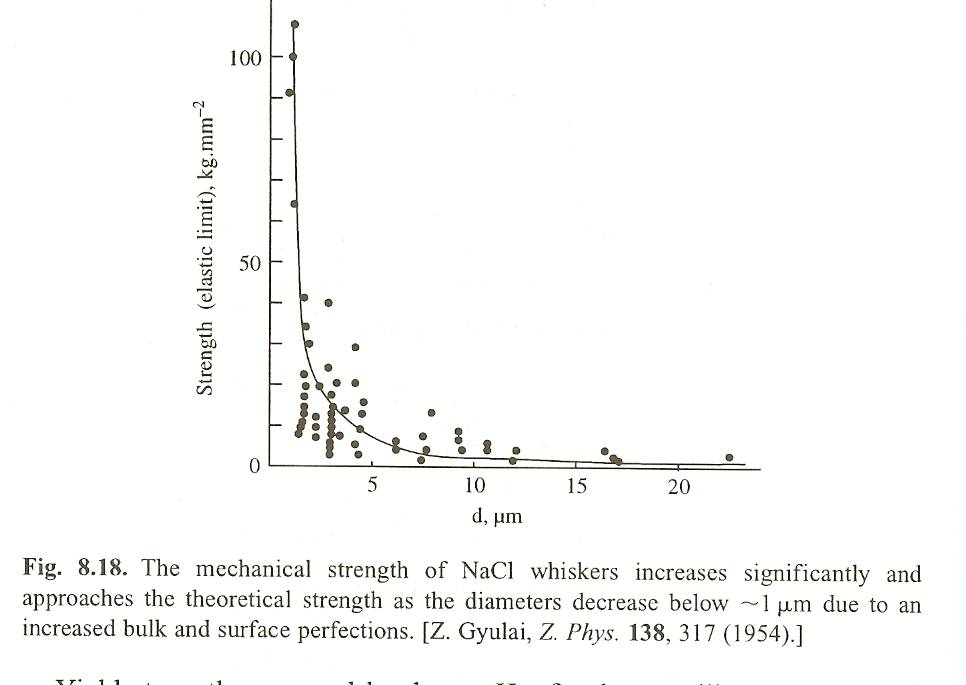 100
50
0
Strength (elastic limit), kg.mm⁻²
5 10 15 20
d, μm
Fig. 8.18. The mechanical strength of NaCl whiskers increases significantly and
approaches the theoretical strength as the diameters decrease below ~1 μm due to an
increased bulk and surface perfections. [Z. Gyulai, Z. Phys. 138, 317 (1954).]